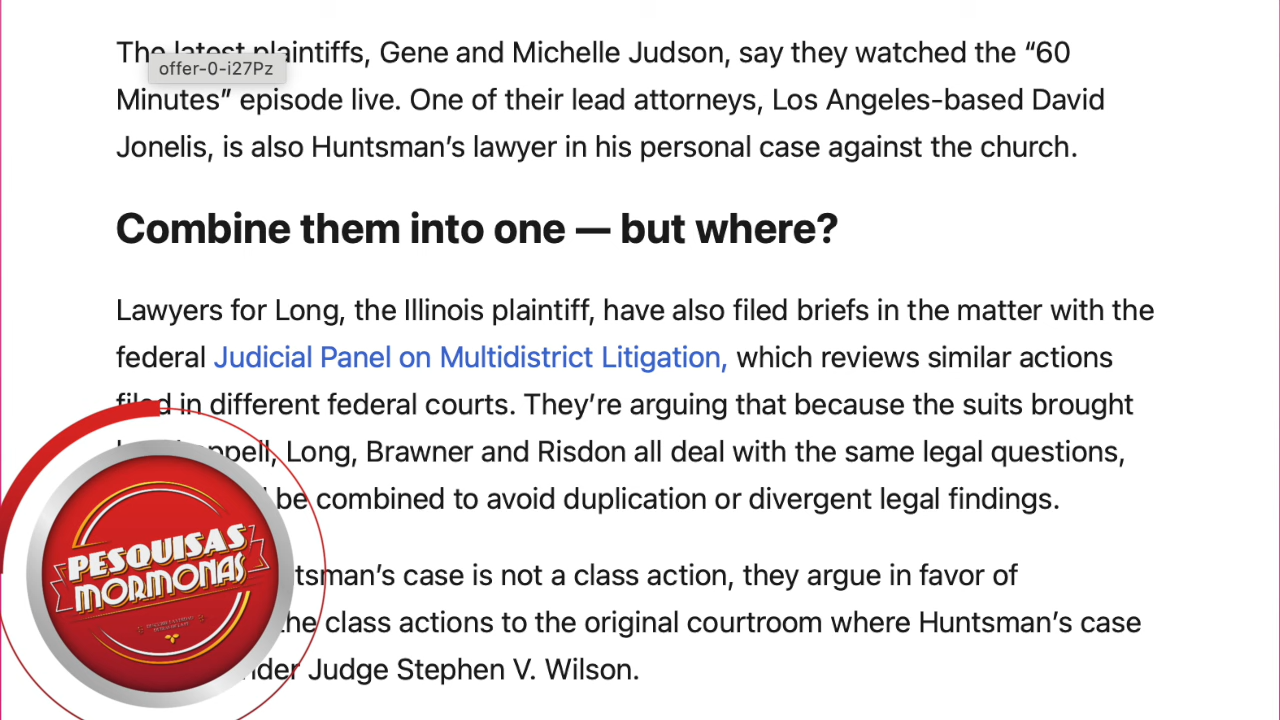 The latest plaintiffs, Gene and Michelle Judson, say they watched the “60
offer-0-i27Pz
Minutes” episode live. One of their lead attorneys, Los Angeles-based David
Jonelis, is also Huntsman’s lawyer in his personal case against the church.
Combine them into one — but where?
Lawyers for Long, the Illinois plaintiff, have also filed briefs in the matter with the
federal Judicial Panel on Multidistrict Litigation, which reviews similar actions
filed in different federal courts. They’re arguing that because the suits brought
Long, Brawner and Risdon all deal with the same legal questions,
be combined to avoid duplication or divergent legal findings.
case is not a class action, they argue in favor of
the class actions to the original courtroom where Huntsman’s case
Judge Stephen V. Wilson.
PESQUISAS
MORMONAS